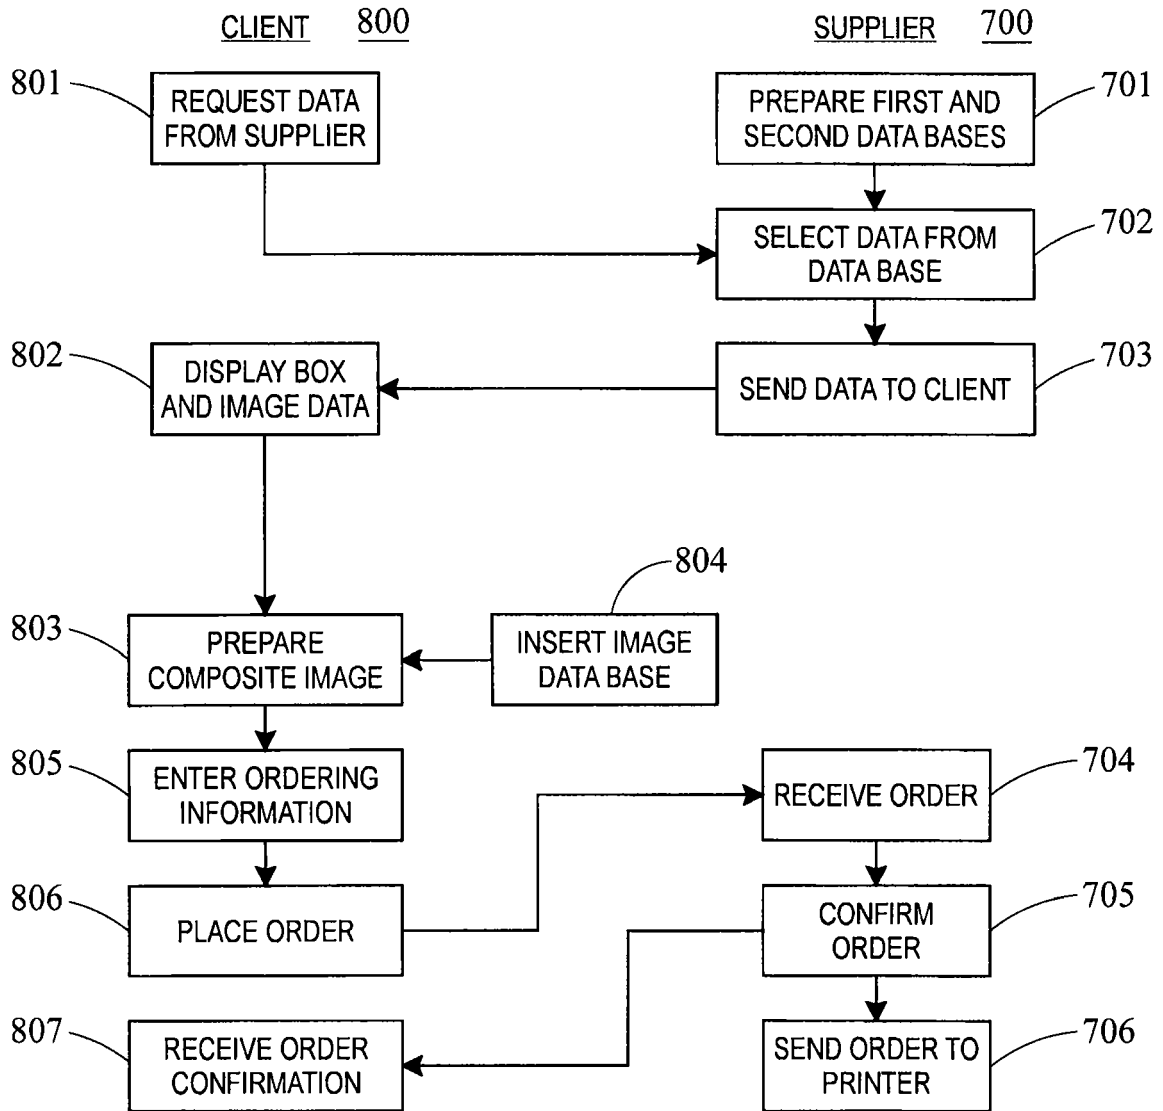 CLIENT 800
SUPPLIER 700
801
REQUEST DATA
FROM SUPPLIER
PREPARE FIRST AND
SECOND DATA BASES
701
SELECT DATA FROM
DATA BASE
702
802
DISPLAY BOX
AND IMAGE DATA
SEND DATA TO CLIENT
703
804
803
PREPARE
COMPOSITE IMAGE
INSERT IMAGE
DATA BASE
805
ENTER ORDERING
INFORMATION
RECEIVE ORDER
704
806
PLACE ORDER
CONFIRM
ORDER
705
807
RECEIVE ORDER
CONFIRMATION
SEND ORDER TO
PRINTER
706